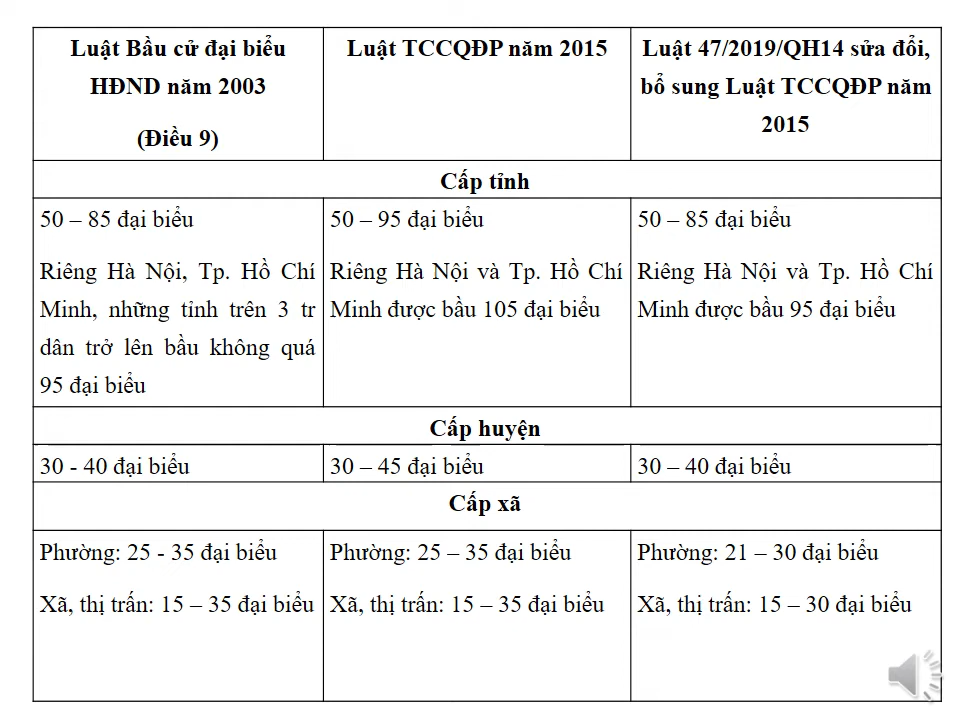 Luật Bầu cử đại biểu
HĐND năm 2003
(Điều 9)
Luật TCCQĐP năm 2015
Luật 47/2019/QH14 sửa đổi,
bổ sung Luật TCCQĐP năm
2015
Cấp tỉnh
50 – 85 đại biểu
Riêng Hà Nội, Tp. Hồ Chí
Minh, những tỉnh trên 3 tr
dân trở lên bầu không quá
95 đại biểu
50 – 95 đại biểu
Riêng Hà Nội và Tp. Hồ Chí
Minh được bầu 105 đại biểu
50 – 85 đại biểu
Riêng Hà Nội và Tp. Hồ Chí
Minh được bầu 95 đại biểu
Cấp huyện
30 - 40 đại biểu
30 – 45 đại biểu
30 – 40 đại biểu
Cấp xã
Phường: 25 - 35 đại biểu
Xã, thị trấn: 15 – 35 đại biểu
Phường: 25 – 35 đại biểu
Xã, thị trấn: 15 – 35 đại biểu
Phường: 21 – 30 đại biểu
Xã, thị trấn: 15 – 30 đại biểu